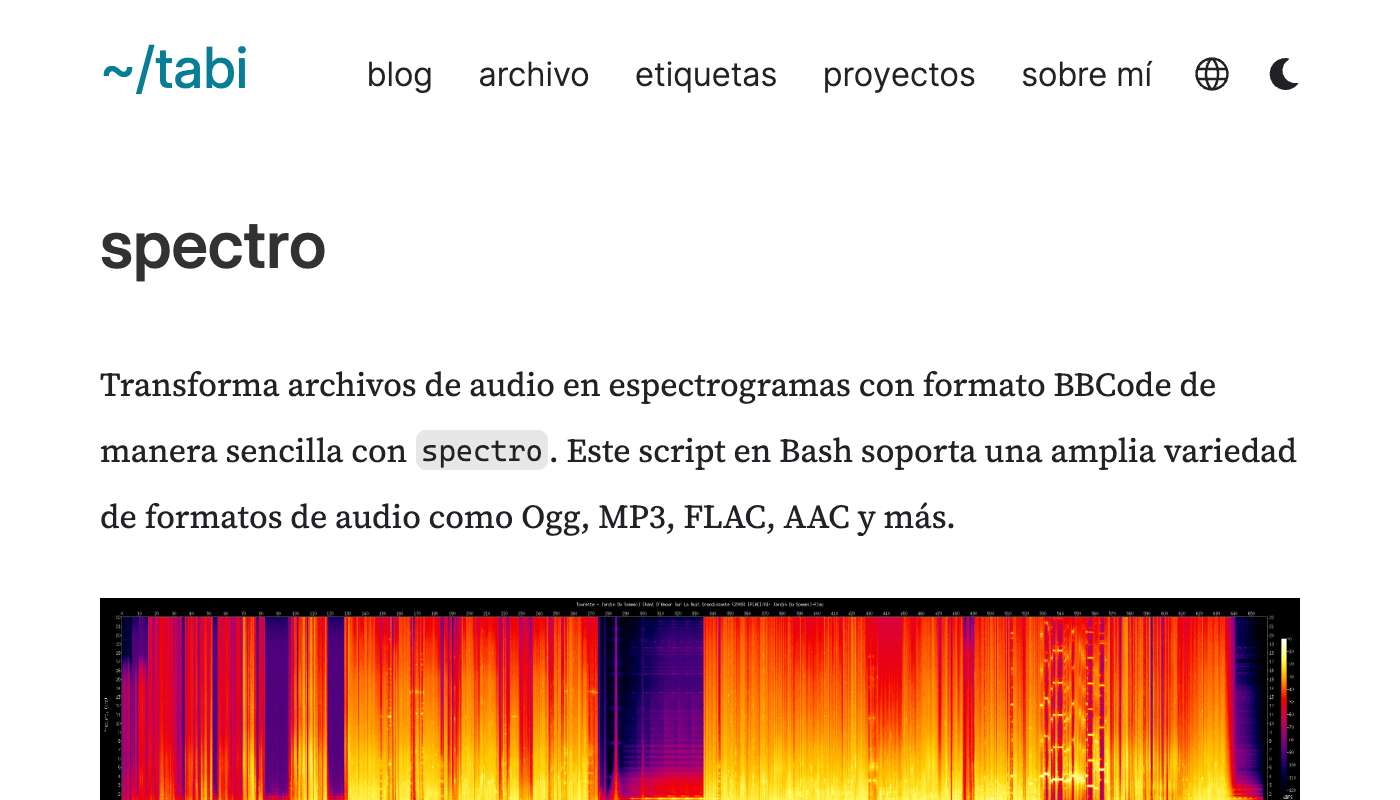 ~/tabi
blog archivo etiquetas proyectos sobre mí
spectro
Transforma archivos de audio en espectrogramas con formato BBCode de
manera sencilla con spectro. Este script en Bash soporta una amplia variedad
de formatos de audio como Ogg, MP3, FLAC, AAC y más.